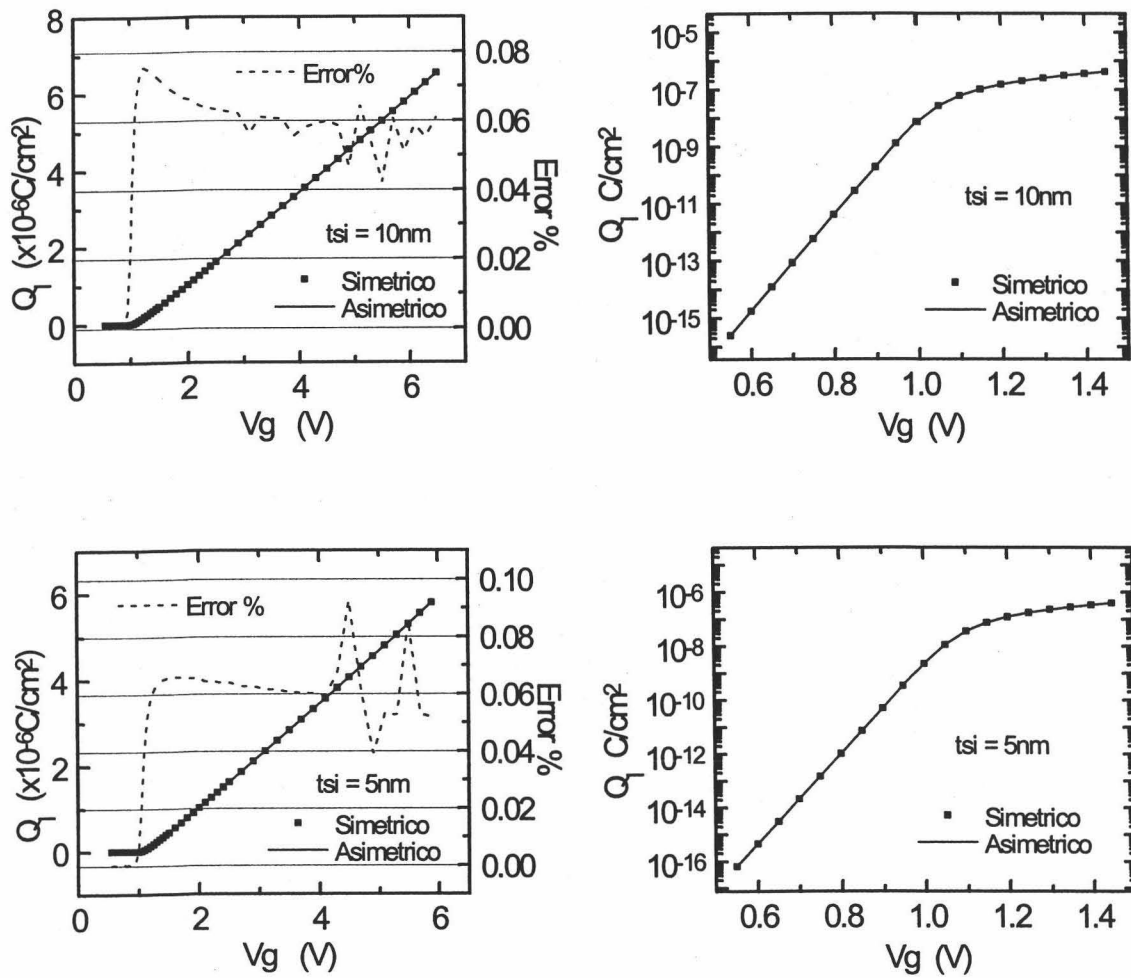 8
6
4
2
0
Q_I (x10^-6C/cm^2)
0.08
0.06
0.04
0.02
0.00
Error %
Error%
tsi = 10nm
Simetrico
Asimetrico
0 2 4 6
Vg (V)
10^-5
10^-7
10^-9
10^-11
10^-13
10^-15
Q_I C/cm^2
tsi = 10nm
Simetrico
Asimetrico
0.6 0.8 1.0 1.2 1.4
Vg (V)
6
4
2
0
Q_I (x10^-6C/cm^2)
0.10
0.08
0.06
0.04
0.02
0.00
Error %
Error %
tsi = 5nm
Simetrico
Asimetrico
0 2 4 6
Vg (V)
10^-6
10^-8
10^-10
10^-12
10^-14
10^-16
Q_I C/cm^2
tsi = 5nm
Simetrico
Asimetrico
0.6 0.8 1.0 1.2 1.4
Vg (V)